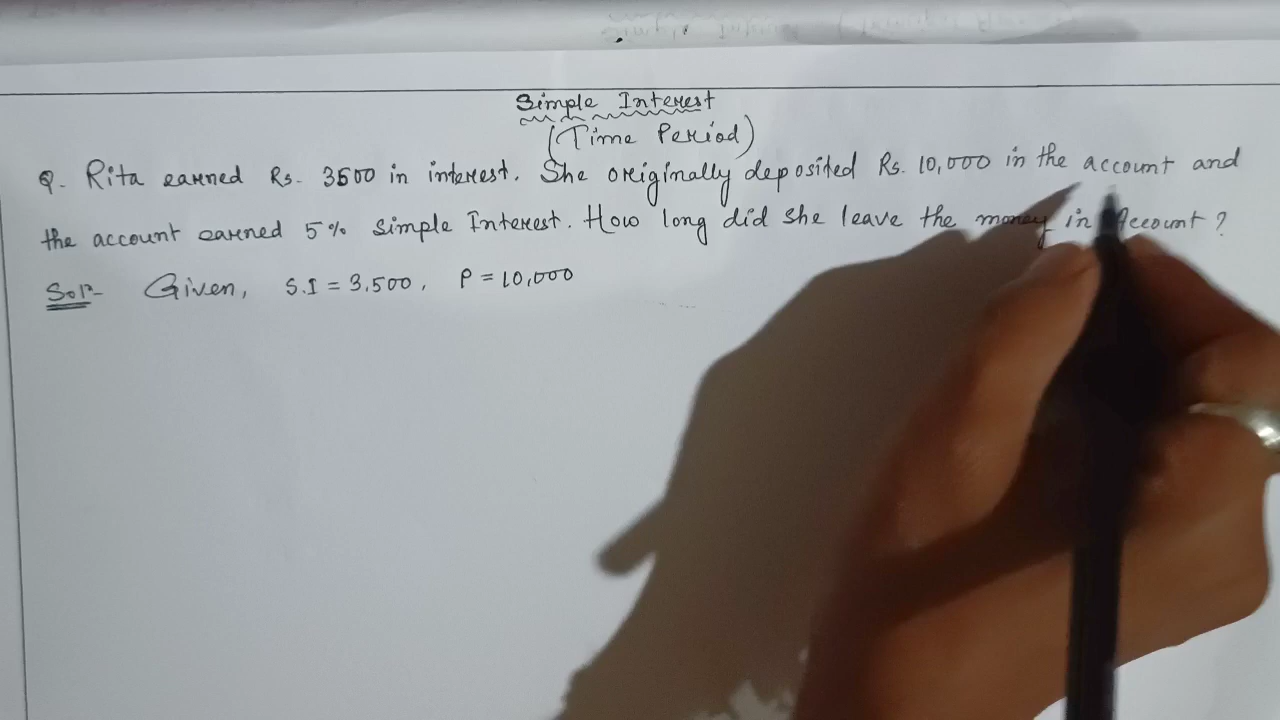 Simple Interest
(Time Period)
Q. Rita earned Rs. 3500 in interest. She originally deposited Rs. 10,000 in the account and
the account earned 5% Simple Interest. How long did she leave the money in Account?
Sol:- Given, S.I = 3,500, P = 10,000